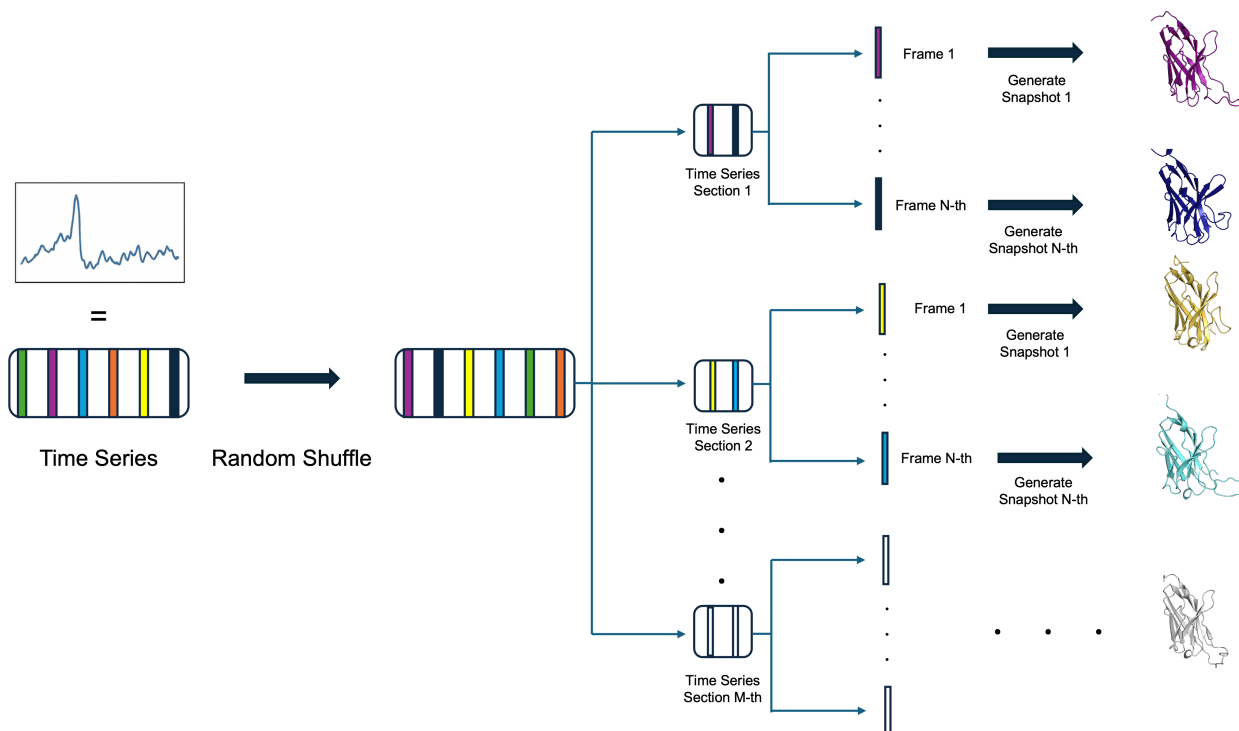 =
Time Series
Random Shuffle
Time Series
Section 1
Frame 1
Generate
Snapshot 1
Frame N-th
Generate
Snapshot N-th
Time Series
Section 2
Frame 1
Generate
Snapshot 1
Frame N-th
Generate
Snapshot N-th
Time Series
Section M-th